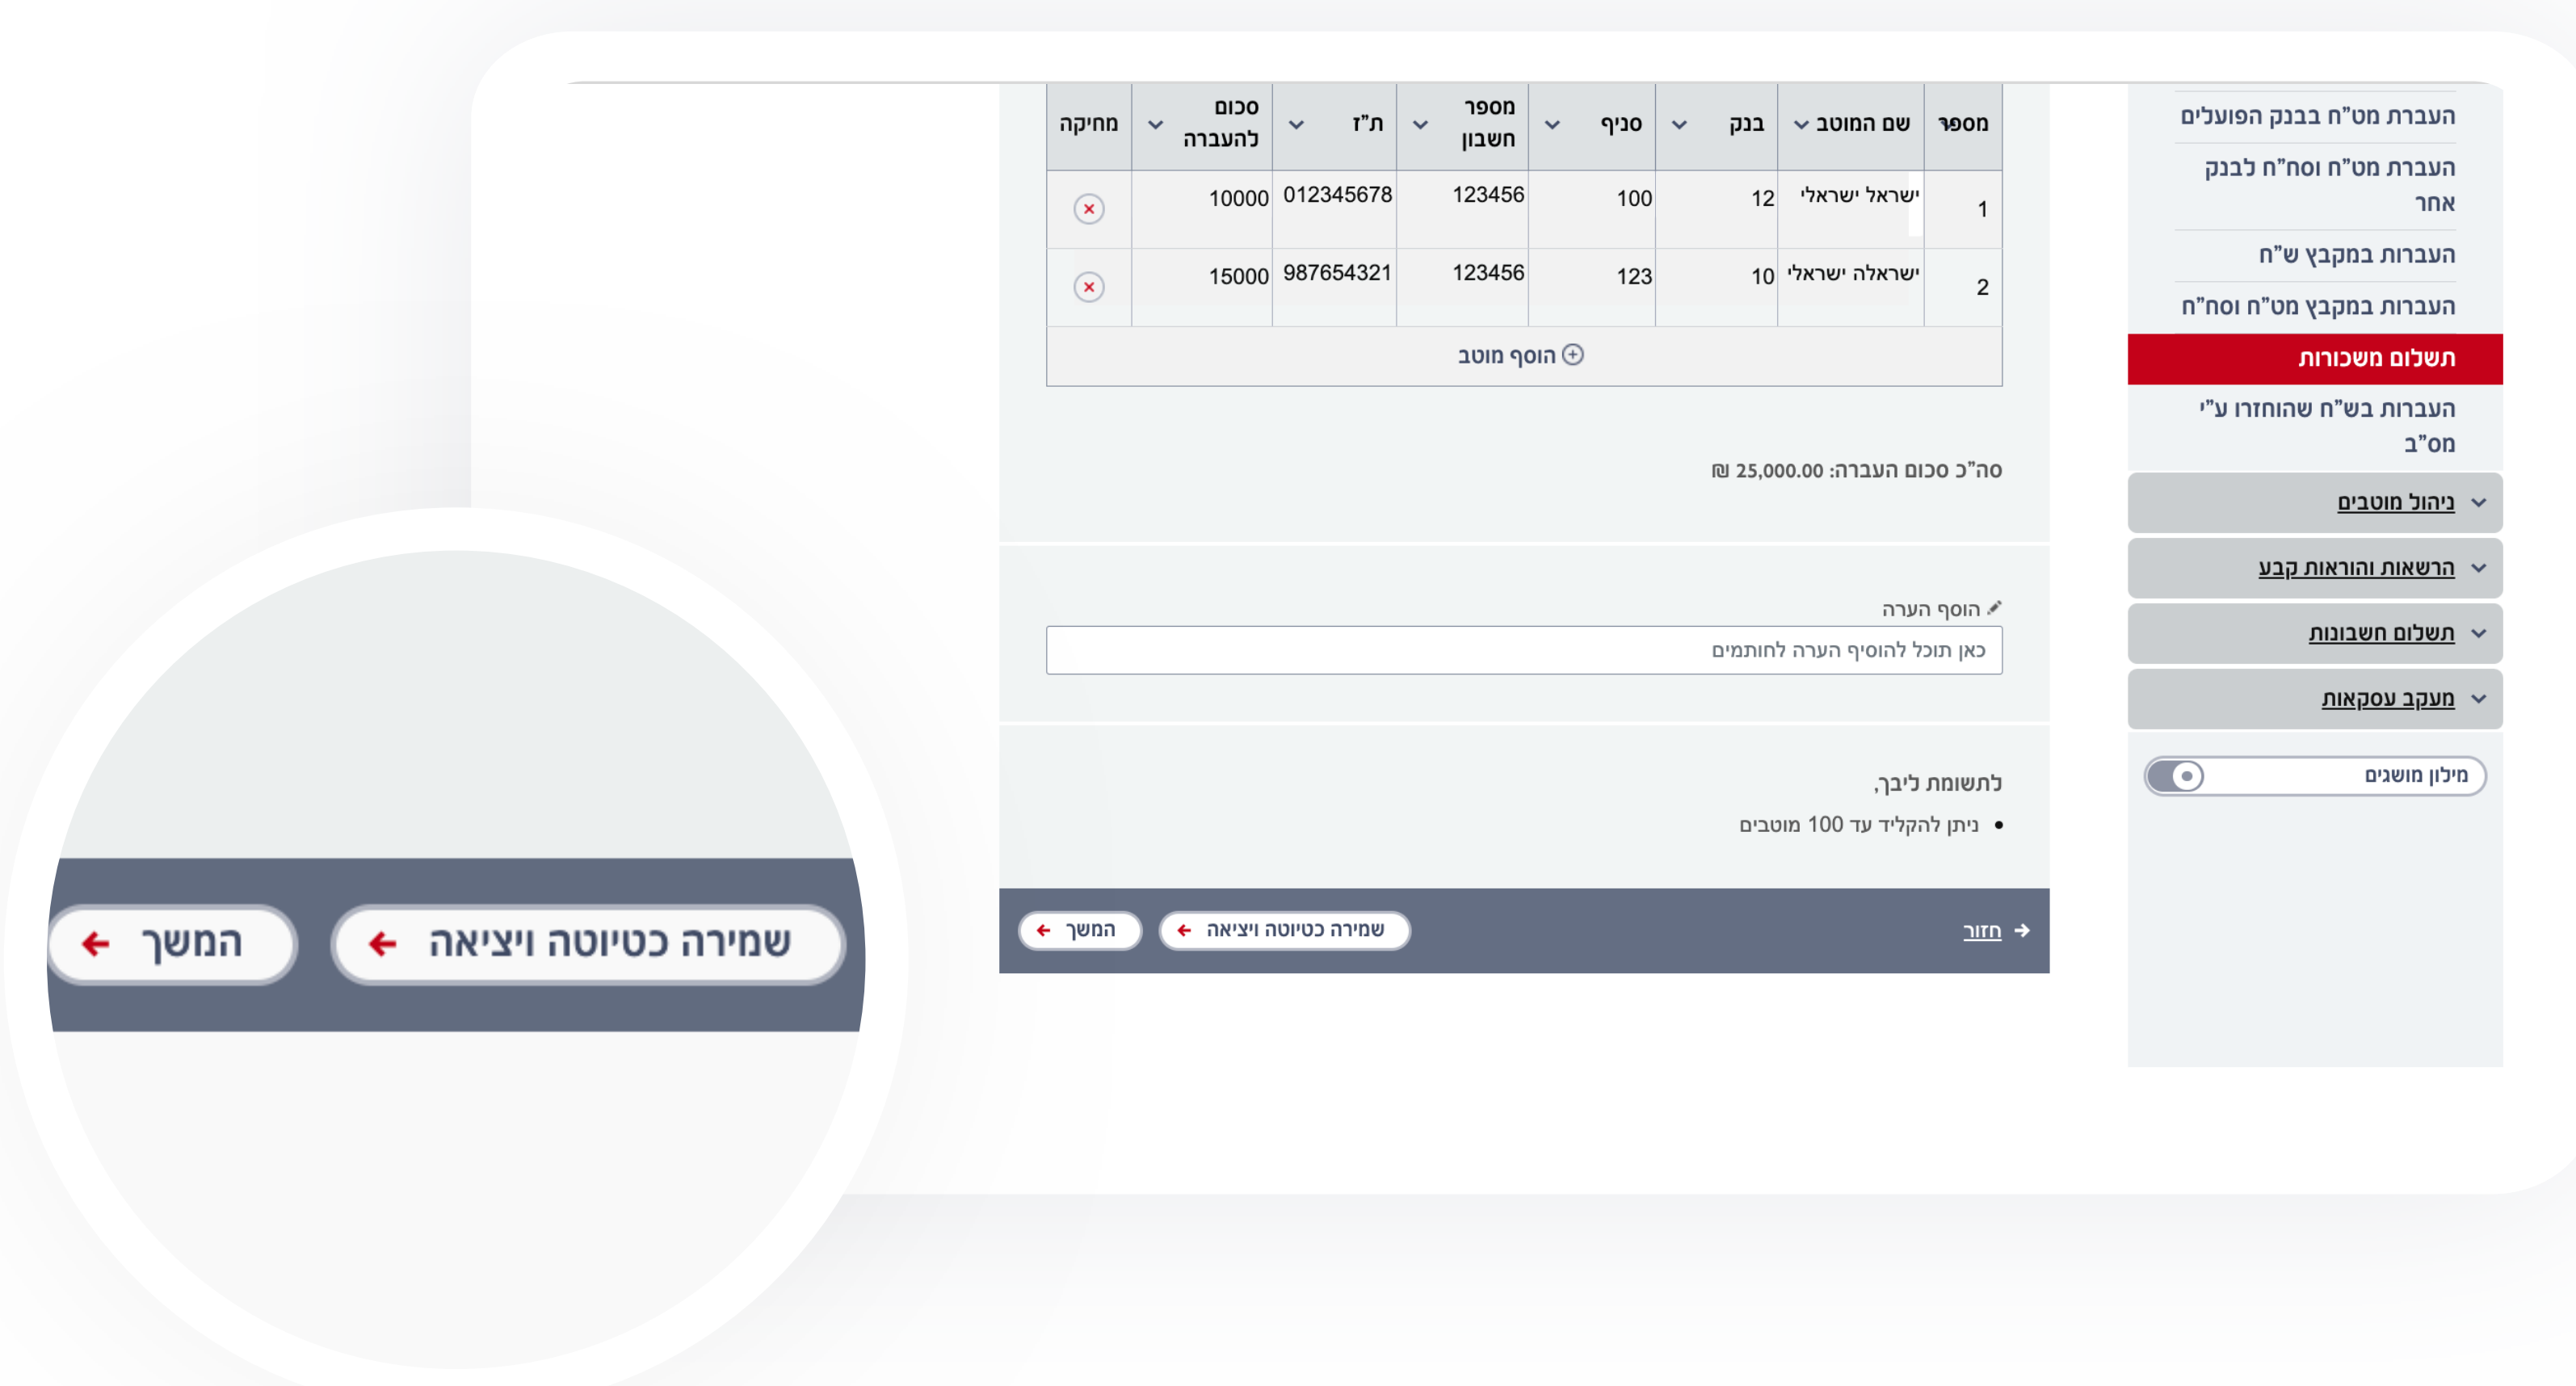 העברת מט"ח בבנק הפועלים
העברת מט"ח וסח"ח לבנק
אחר
העברות במקבץ ש"ח
העברות במקבץ מט"ח וסח"ח
תשלום משכורות
העברות בש"ח שהוחזרו ע"י
מס"ב
ניהול מוטבים
הרשאות והוראות קבע
תשלום חשבונות
מעקב עסקאות
מילון מושגים
מספר שם המוטב בנק סניף מספר חשבון ת"ז סכום להעברה מחיקה
1 ישראל ישראלי 12 100 123456 012345678 10000
2 ישראלה ישראלי 10 123 123456 987654321 15000
הוסף מוטב
סה"כ סכום העברה: 25,000.00 ₪
הוסף הערה
כאן תוכל להוסיף הערה לחותמים
לתשומת ליבך,
• ניתן להקליד עד 100 מוטבים
חזור שמירה כטיוטה ויציאה המשך
שמירה כטיוטה ויציאה המשך